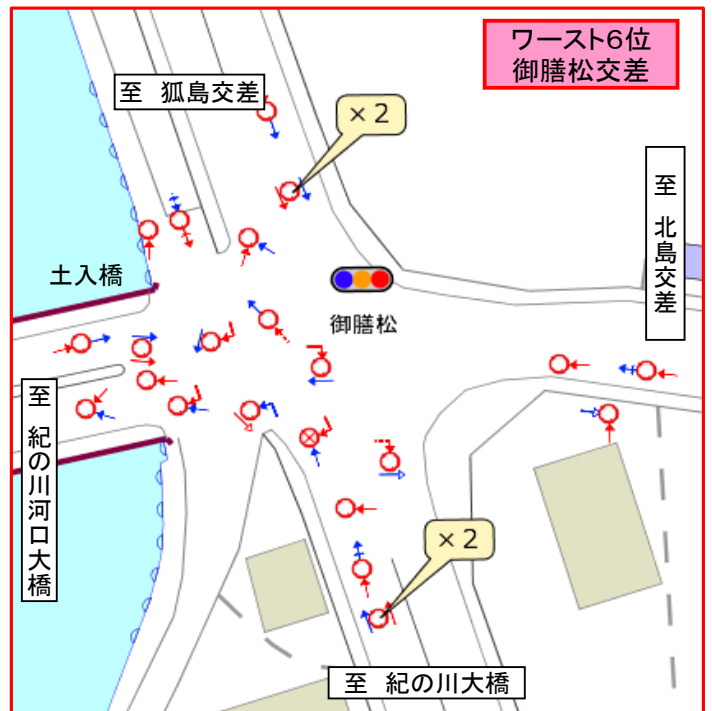 ワースト6位
御膳松交差
至 狐島交差
×2
至 北島交差
土入橋
御膳松
至 紀の川河口大橋
×2
至 紀の川大橋